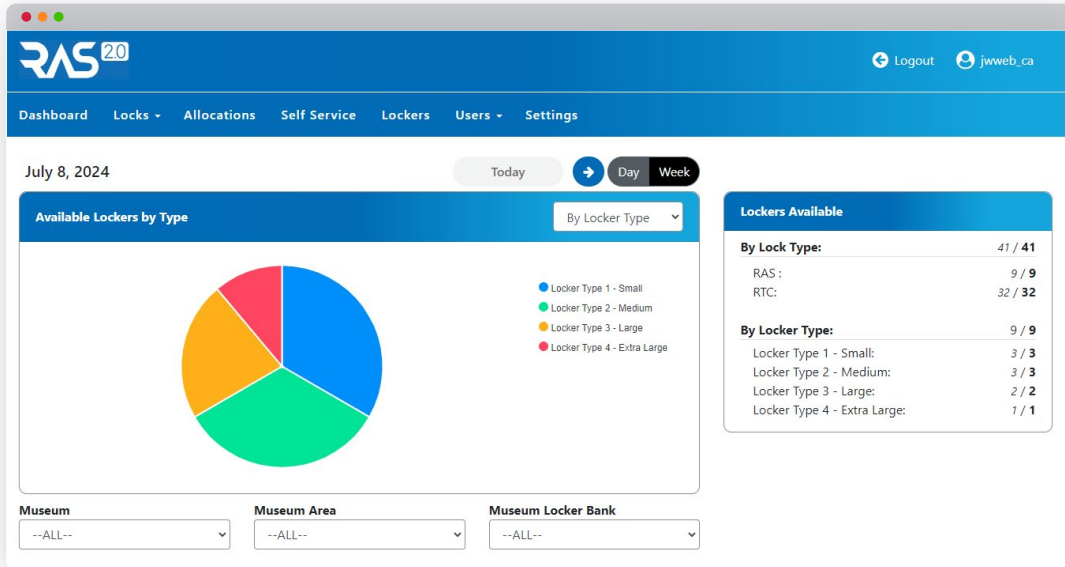 RAS 2.0
Logout jwweb_ca
Dashboard Locks Allocations Self Service Lockers Users Settings
July 8, 2024
Today Day Week
Available Lockers by Type By Locker Type
Locker Type 1 - Small
Locker Type 2 - Medium
Locker Type 3 - Large
Locker Type 4 - Extra Large
Lockers Available
By Lock Type: 41 / 41
RAS : 9 / 9
RTC: 32 / 32
By Locker Type: 9 / 9
Locker Type 1 - Small: 3 / 3
Locker Type 2 - Medium: 3 / 3
Locker Type 3 - Large: 2 / 2
Locker Type 4 - Extra Large: 1 / 1
Museum Museum Area Museum Locker Bank
--ALL-- --ALL-- --ALL--